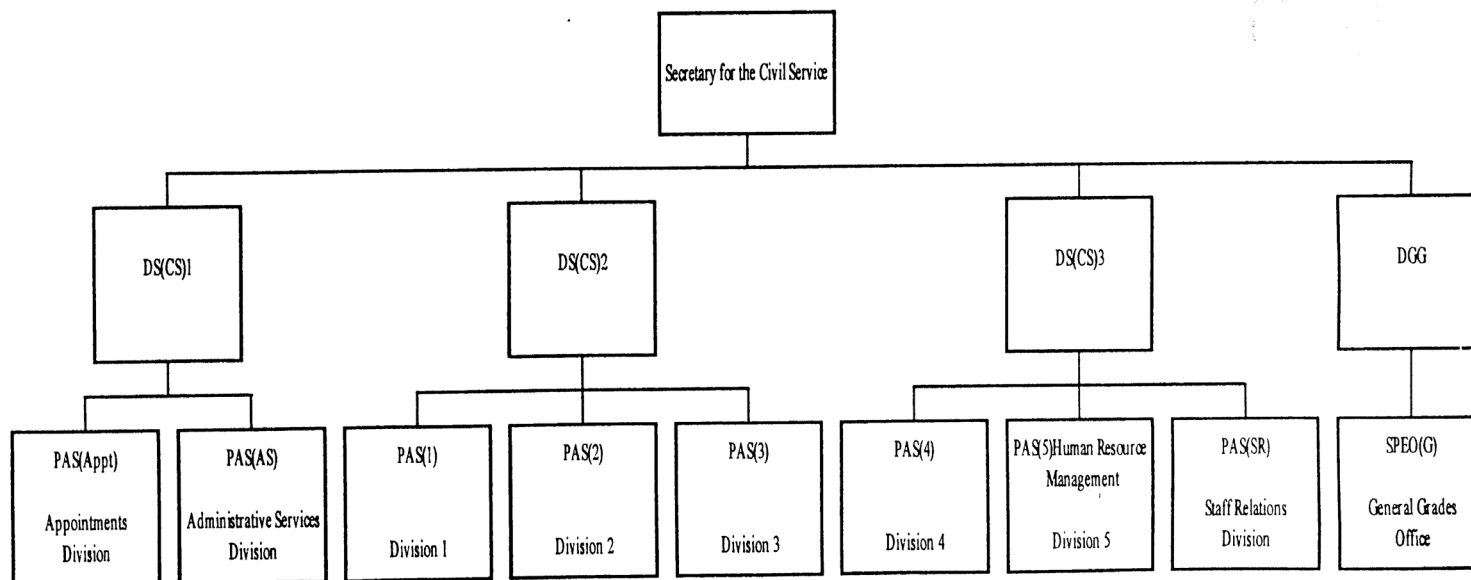 Secretary for the Civil Service
DS(CS)1
DS(CS)2
DS(CS)3
DGG
PAS(Appt)
Appointments
Division
PAS(AS)
Administrative Services
Division
PAS(1)
Division 1
PAS(2)
Division 2
PAS(3)
Division 3
PAS(4)
Division 4
PAS(5)Human Resource
Management
Division 5
PAS(SR)
Staff Relations
Division
SPEO(G)
General Grades
Office